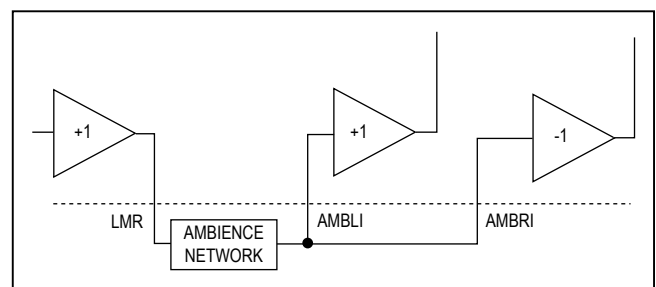 +1
+1
-1
LMR
AMBLI
AMBRI
AMBIENCE
NETWORK